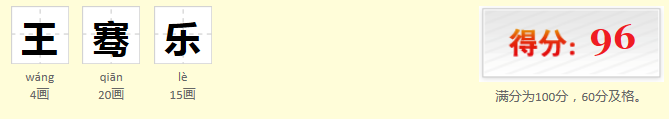 王 骞 乐
wáng qiān lè
4画 20画 15画
得分: 96
满分为100分，60分及格。